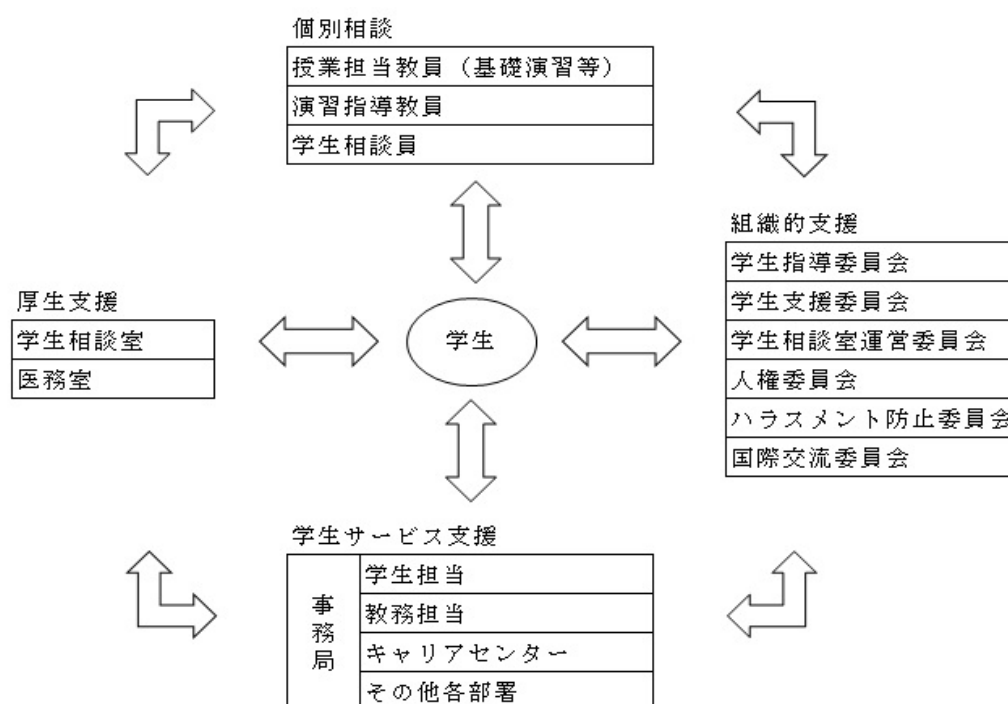 個別相談
授業担当教員（基礎演習等）
演習指導教員
学生相談員
組織的支援
学生指導委員会
学生支援委員会
学生相談室運営委員会
人権委員会
ハラスメント防止委員会
国際交流委員会
厚生支援
学生相談室
医務室
学生
学生サービス支援
事務局
学生担当
教務担当
キャリアセンター
その他各部署